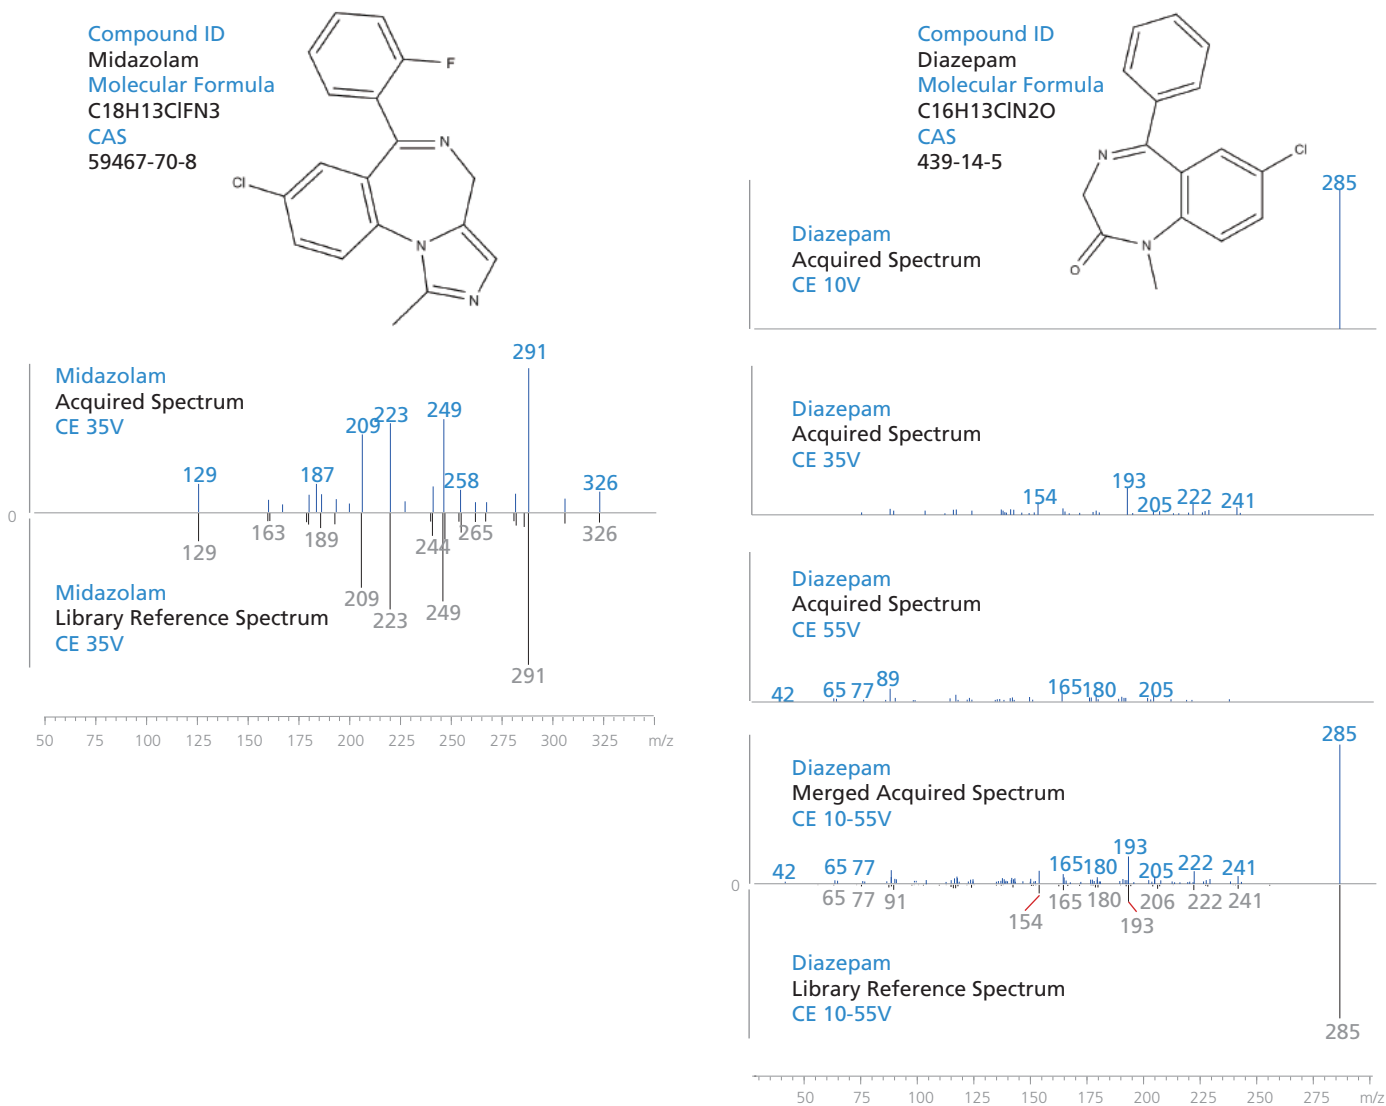 Compound ID
Midazolam
Molecular Formula
C18H13ClFN3
CAS
59467-70-8
F
N
Cl
N
N
Midazolam
Acquired Spectrum
CE 35V
291
209
223
249
129
187
258
326
0
129
163
189
244
265
326
209
223
249
291
Midazolam
Library Reference Spectrum
CE 35V
50 75 100 125 150 175 200 225 250 275 300 325 m/z
Compound ID
Diazepam
Molecular Formula
C16H13ClN2O
CAS
439-14-5
Cl
N
N
O
285
Diazepam
Acquired Spectrum
CE 10V
Diazepam
Acquired Spectrum
CE 35V
154
193
205
222
241
Diazepam
Acquired Spectrum
CE 55V
42
65
77
89
165
180
205
285
Diazepam
Merged Acquired Spectrum
CE 10-55V
42
65
77
165
180
193
205
222
241
0
65
77
91
154
165
180
193
206
222
241
Diazepam
Library Reference Spectrum
CE 10-55V
285
50 75 100 125 150 175 200 225 250 275 m/z